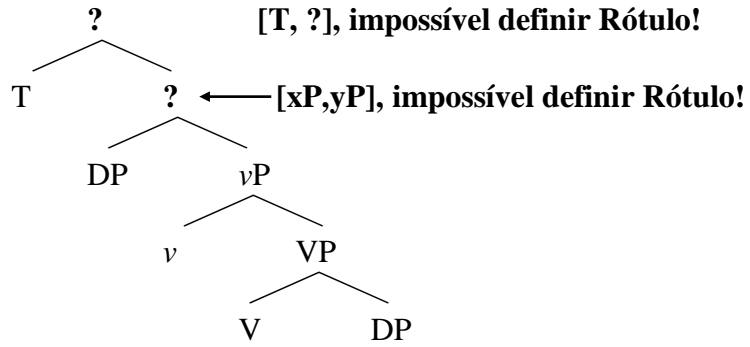 ? [T, ?], impossível definir Rótulo!
T ? [xP,yP], impossível definir Rótulo!
DP vP
v VP
V DP